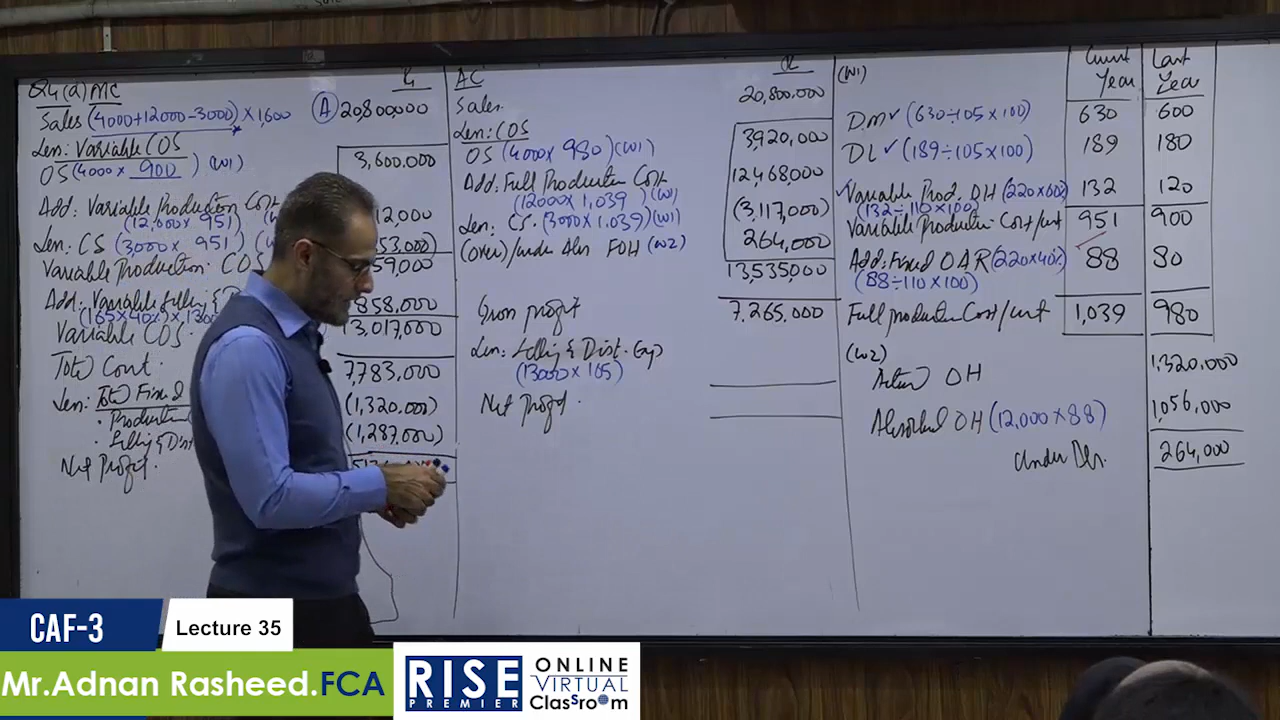 Q4(a) MC
Rs
Sales (4000+12000-3000) × 1,600
(A) 20,800,000
Less: Variable COS
OS (4000 × 900) (W1)
3,600,000
Add: Variable Production Cost
(12,000 × 951)
12,000
Less: CS (3000 × 951)
53,000)
Variable Production COS
59,000
Add: Variable Selling &
(165×40%) × 1300
858,000
Variable COS
13,017,000
Total Cont.
7,783,000
Less: Total Fixed
• Production
(1,320,000)
• Selling & Dist
(1,287,000)
Net Profit.
AC
Rs
Sales
20,800,000
Less: COS
OS (4000 × 980) (W1)
3,920,000
Add: Full Production Cost
(12000 × 1,039) (W1)
12,468,000
Less: CS. (3000 × 1,039) (W1)
(3,117,000)
(over)/under Abs FOH (W2)
264,000
13,535,000
Gross profit
7,265,000
Less: Selling & Dist. Exp
(13000 × 105)
Net Profit.
(W1)
Current Year
Last Year
D.M ✓ (630÷105×100)
630
600
DL ✓ (189÷105×100)
189
180
✓Variable Prod. OH (220×60%)
132
120
(132÷110×100)
Variable Production Cost/unit
951
900
Add: Fixed OAR (220×40%)
88
80
(88÷110×100)
Full production Cost/unit
1,039
980
(W2)
Actual OH
1,320,000
Absorbed OH (12,000 × 88)
1,056,000
Under Abs.
264,000
CAF-3
Lecture 35
Mr.Adnan Rasheed.FCA
RISE
PREMIER
ONLINE
VIRTUAL
Classroom